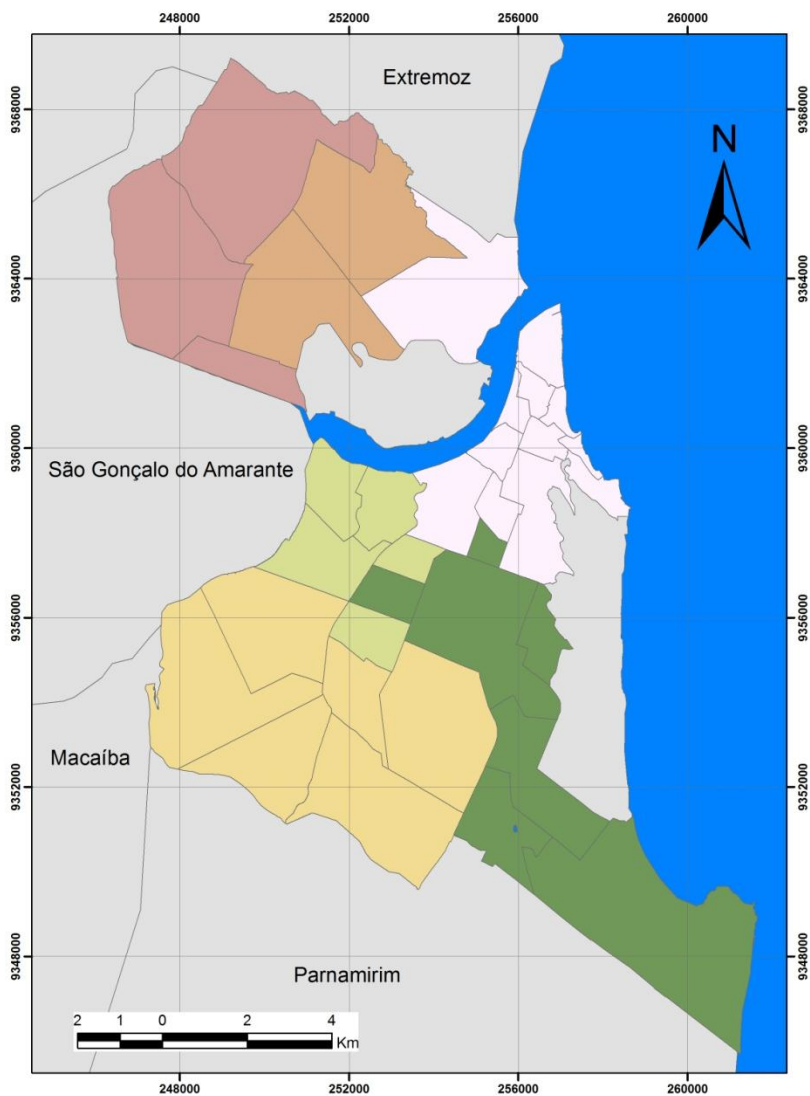 248000 252000 256000 260000
Extremoz
9368000 9368000
N
9364000 9364000
9360000 9360000
São Gonçalo do Amarante
9356000 9356000
Macaíba
9352000 9352000
9348000 9348000
Parnamirim
2 1 0 2 4
Km
248000 252000 256000 260000